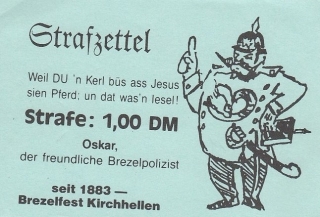 Strafzettel
Weil DU 'n Kerl büs ass Jesus
sien Pferd; un dat was'n Iesel!
Strafe: 1,00 DM
Oskar,
der freundliche Brezelpolizist
seit 1883 —
Brezelfest Kirchhellen